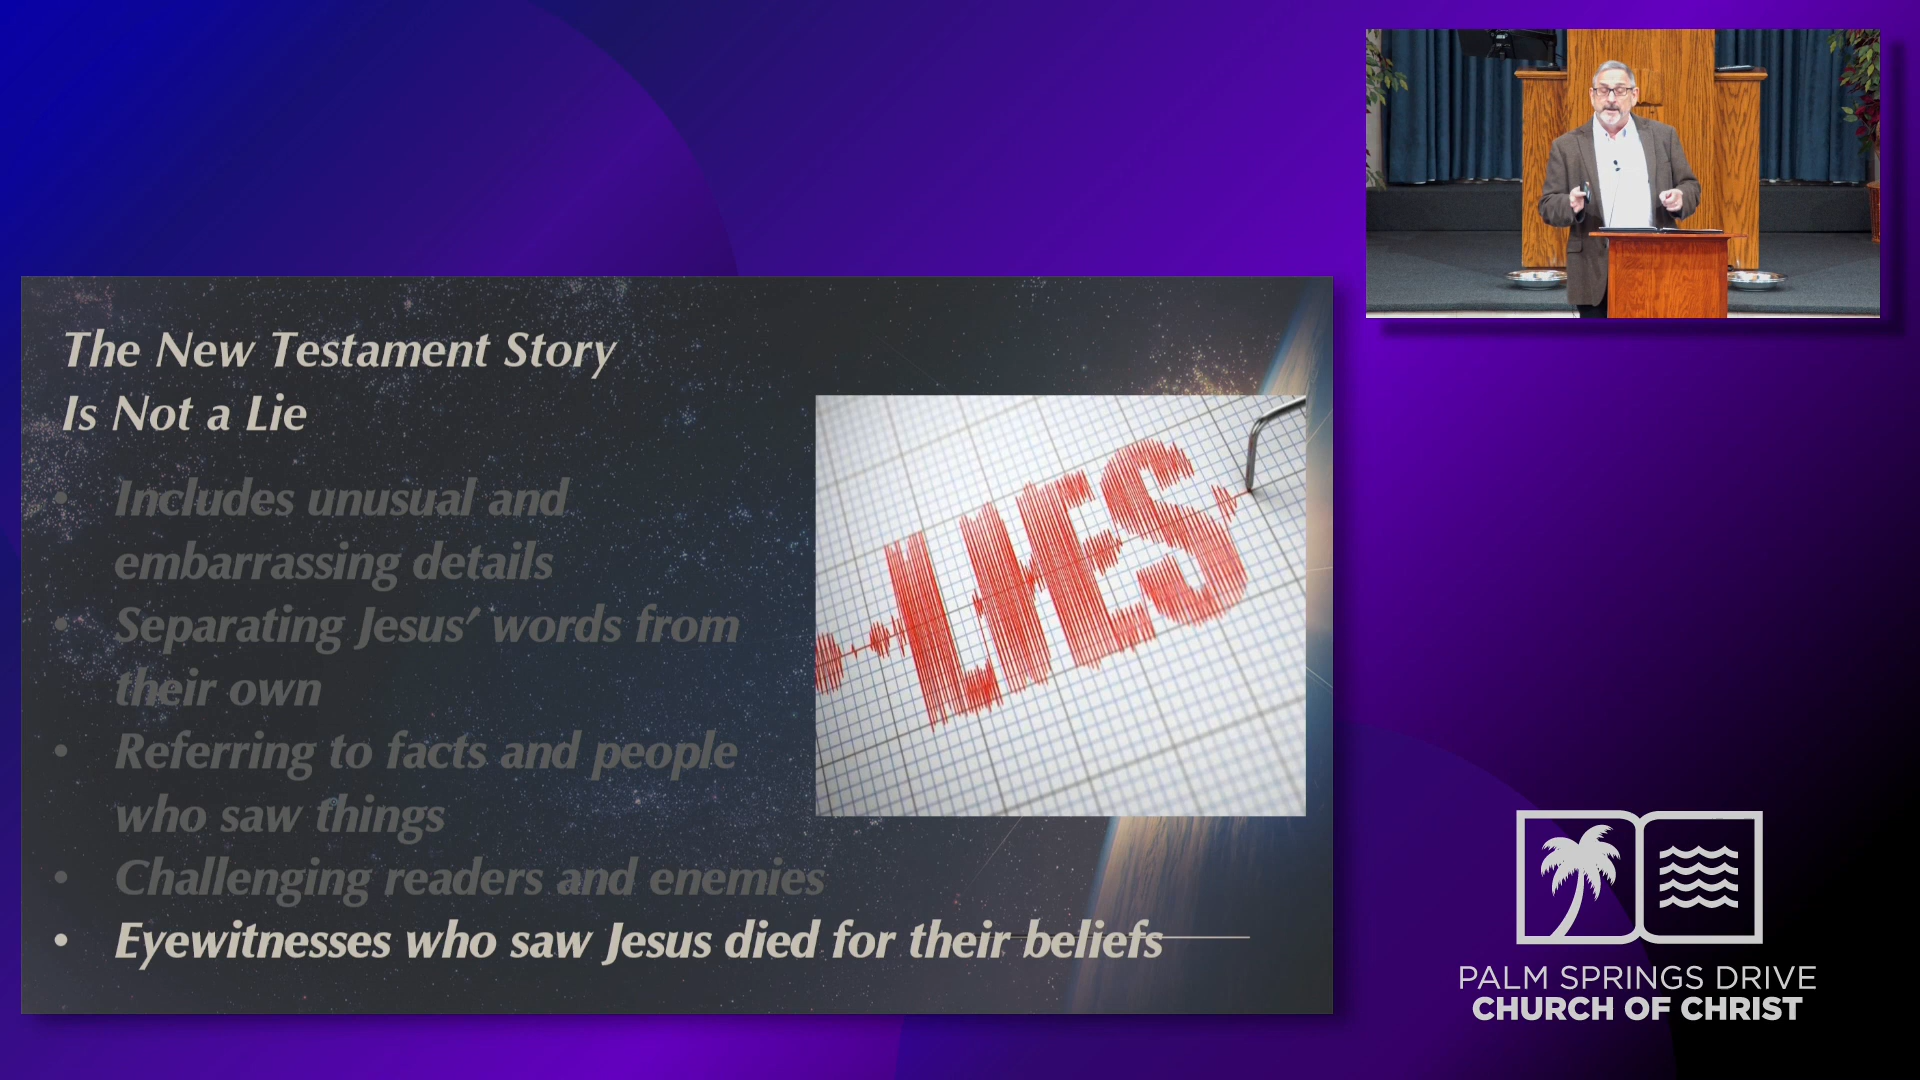 The New Testament Story
Is Not a Lie
• Includes unusual and
embarrassing details
• Separating Jesus’ words from
their own
• Referring to facts and people
who saw things
• Challenging readers and enemies
• Eyewitnesses who saw Jesus died for their beliefs
LIES
PALM SPRINGS DRIVE
CHURCH OF CHRIST